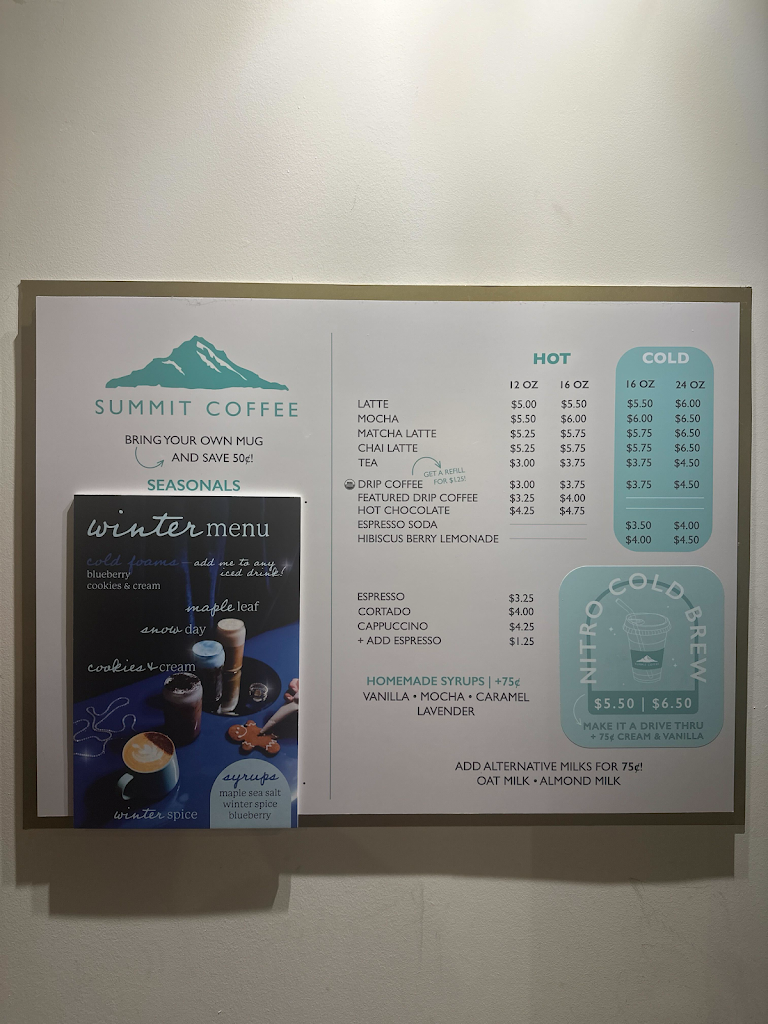 SUMMIT COFFEE
BRING YOUR OWN MUG
AND SAVE 50¢!
SEASONALS
winter menu
cold foams - add me to any
iced drink!
blueberry
cookies & cream
maple leaf
snow day
cookies & cream
winter spice
syrups
maple sea salt
winter spice
blueberry
HOT COLD
12 OZ 16 OZ 16 OZ 24 OZ
LATTE $5.00 $5.50 $5.50 $6.00
MOCHA $5.50 $6.00 $6.00 $6.50
MATCHA LATTE $5.25 $5.75 $5.75 $6.50
CHAI LATTE $5.25 $5.75 $5.75 $6.50
TEA $3.00 $3.75 $3.75 $4.50
GET A REFILL
FOR $1.25!
DRIP COFFEE $3.00 $3.75 $3.75 $4.50
FEATURED DRIP COFFEE $3.25 $4.00
HOT CHOCOLATE $4.25 $4.75
ESPRESSO SODA $3.50 $4.00
HIBISCUS BERRY LEMONADE $4.00 $4.50
ESPRESSO $3.25
CORTADO $4.00
CAPPUCCINO $4.25
+ ADD ESPRESSO $1.25
HOMEMADE SYRUPS | +75¢
VANILLA • MOCHA • CARAMEL
LAVENDER
NITRO COLD BREW
$5.50 | $6.50
MAKE IT A DRIVE THRU
+ 75¢ CREAM & VANILLA
ADD ALTERNATIVE MILKS FOR 75¢!
OAT MILK • ALMOND MILK